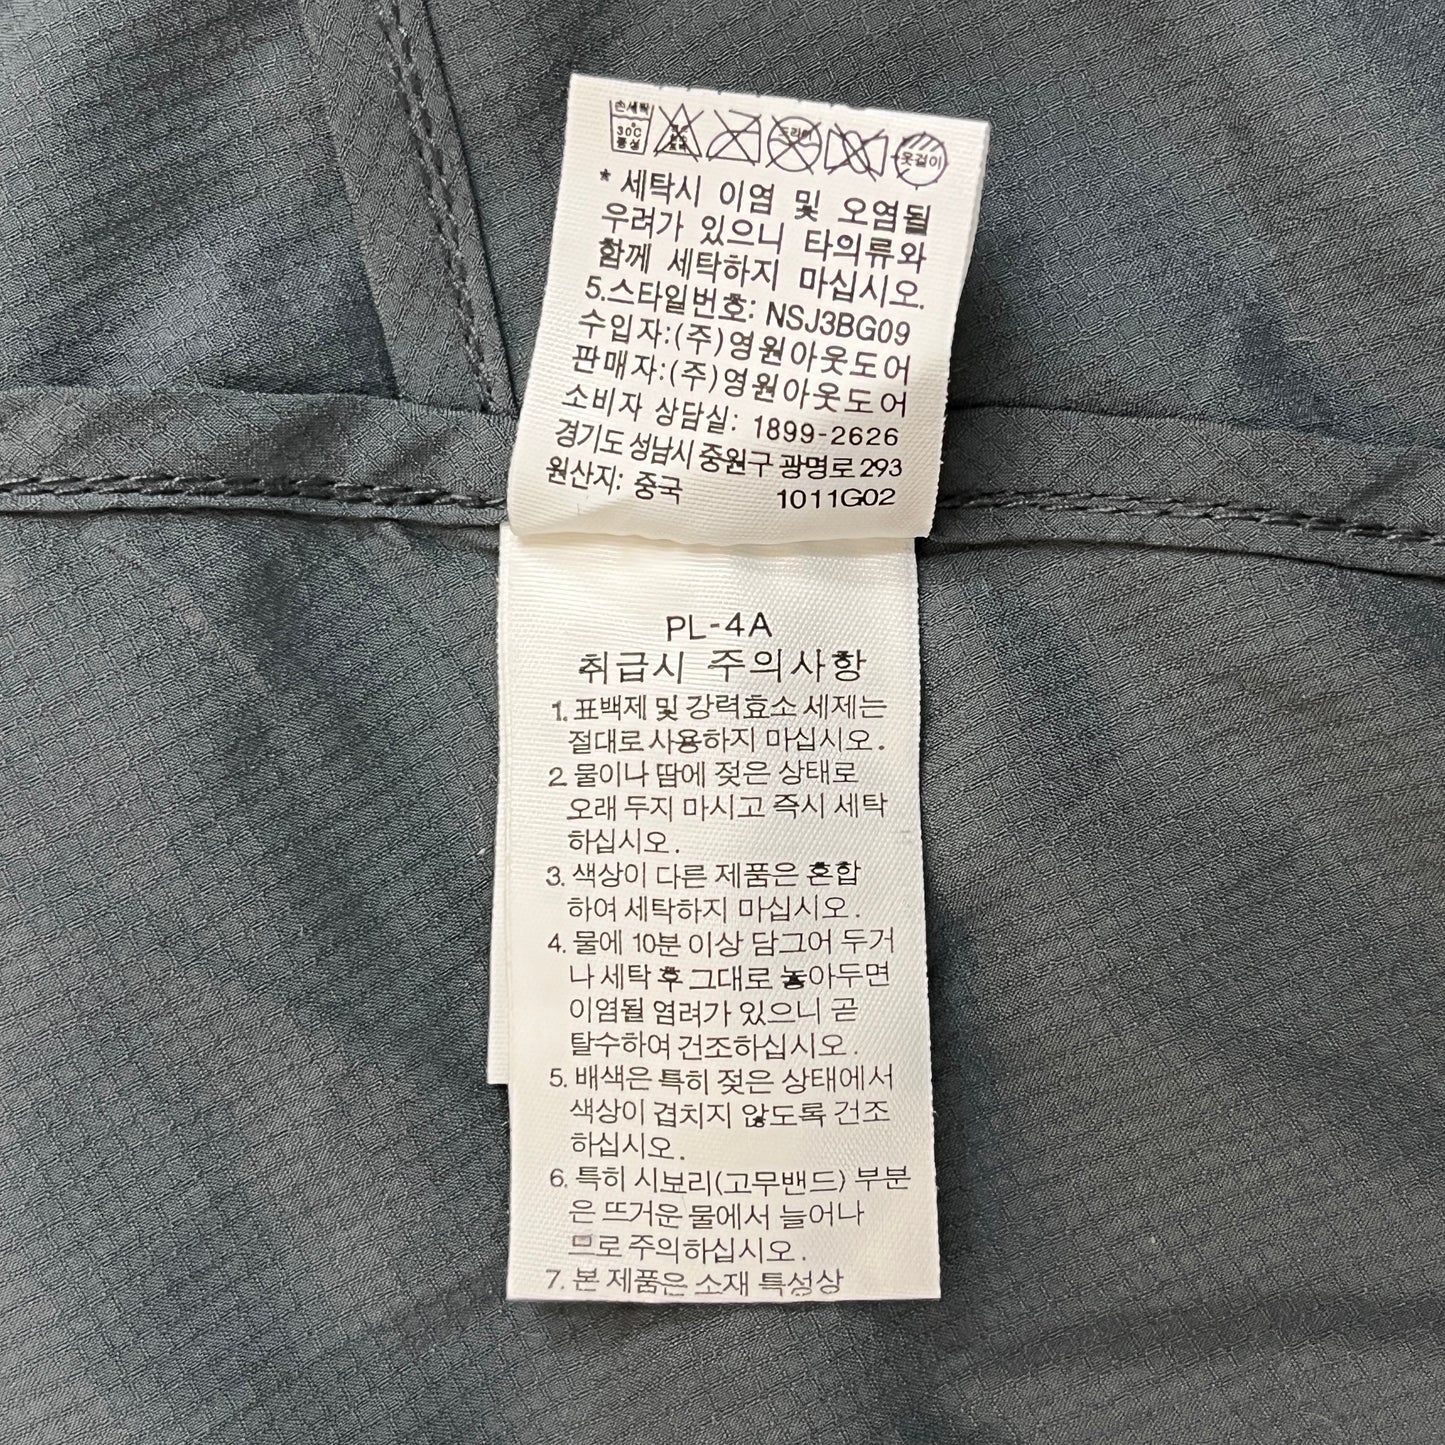 손세탁
30℃
중성
드라이
옷걸이
* 세탁시 이염 및 오염될
우려가 있으니 타의류와
함께 세탁하지 마십시오.
5.스타일번호: NSJ3BG09
수입자:(주)영원아웃도어
판매자:(주)영원아웃도어
소비자 상담실: 1899-2626
경기도 성남시 중원구 광명로 293
원산지: 중국 1011G02
PL-4A
취급시 주의사항
1. 표백제 및 강력효소 세제는
절대로 사용하지 마십시오.
2. 물이나 땀에 젖은 상태로
오래 두지 마시고 즉시 세탁
하십시오.
3. 색상이 다른 제품은 혼합
하여 세탁하지 마십시오.
4. 물에 10분 이상 담그어 두거
나 세탁 후 그대로 놓아두면
이염될 염려가 있으니 곧
탈수하여 건조하십시오.
5. 배색은 특히 젖은 상태에서
색상이 겹치지 않도록 건조
하십시오.
6. 특히 시보리(고무밴드) 부분
은 뜨거운 물에서 늘어나
므로 주의하십시오.
7. 본 제품은 소재 특성상